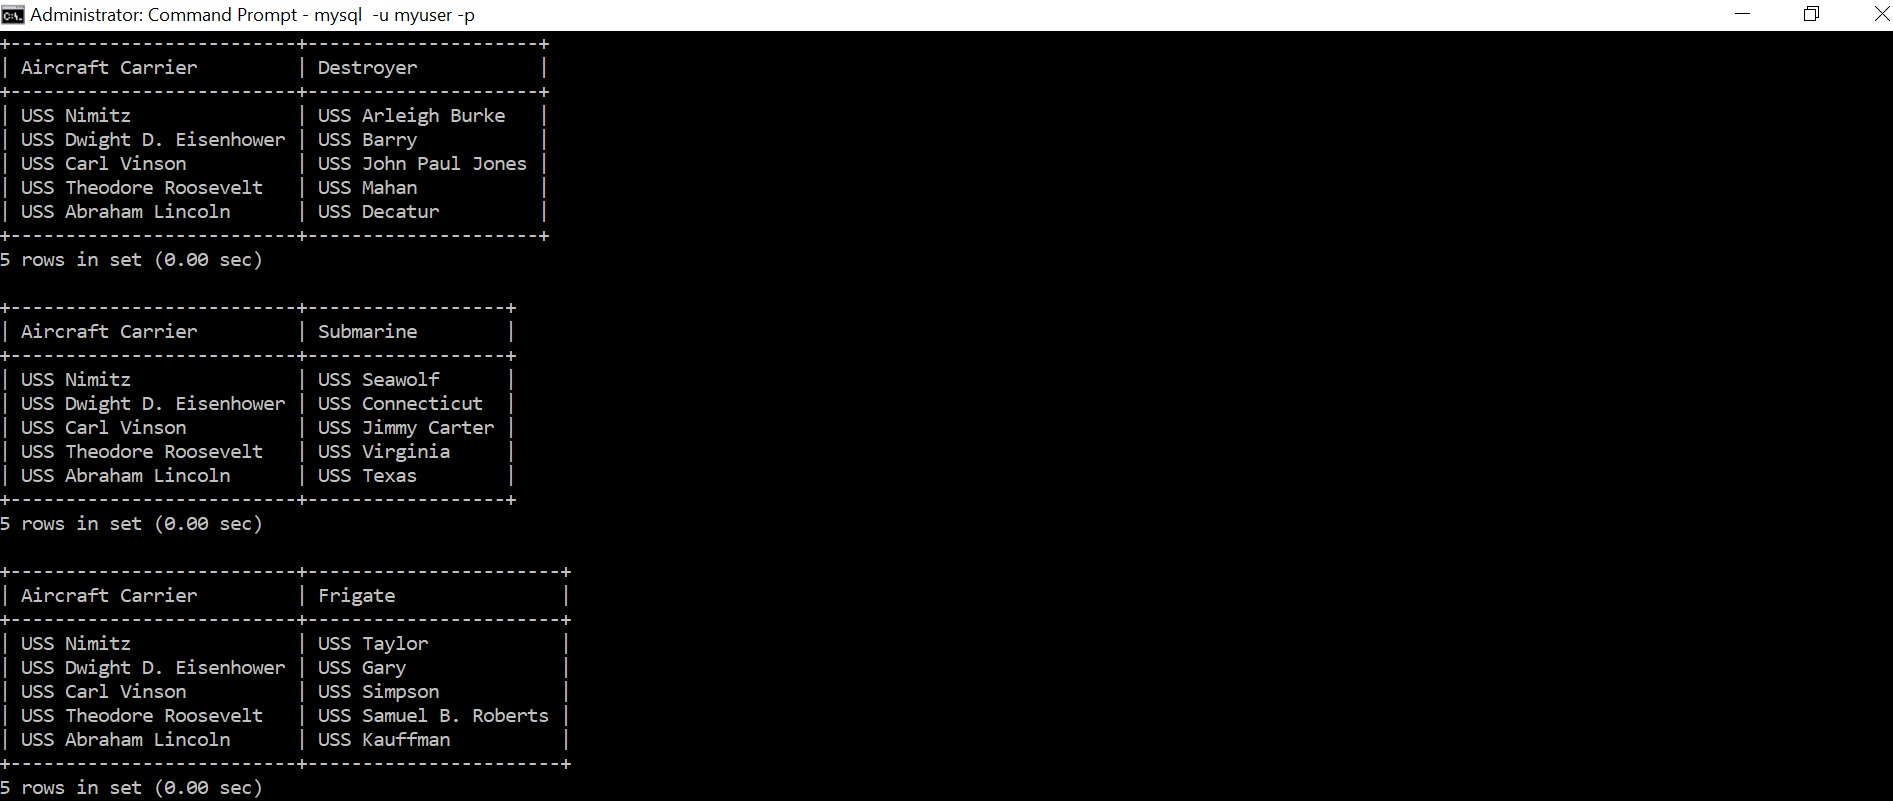 Administrator: Command Prompt - mysql  -u myuser -p
+--------------------------+---------------------+
| Aircraft Carrier         | Destroyer           |
+--------------------------+---------------------+
| USS Nimitz               | USS Arleigh Burke   |
| USS Dwight D. Eisenhower | USS Barry           |
| USS Carl Vinson          | USS John Paul Jones |
| USS Theodore Roosevelt   | USS Mahan           |
| USS Abraham Lincoln      | USS Decatur         |
+--------------------------+---------------------+
5 rows in set (0.00 sec)

+--------------------------+------------------+
| Aircraft Carrier         | Submarine        |
+--------------------------+------------------+
| USS Nimitz               | USS Seawolf      |
| USS Dwight D. Eisenhower | USS Connecticut  |
| USS Carl Vinson          | USS Jimmy Carter |
| USS Theodore Roosevelt   | USS Virginia     |
| USS Abraham Lincoln      | USS Texas        |
+--------------------------+------------------+
5 rows in set (0.00 sec)

+--------------------------+-----------------------+
| Aircraft Carrier         | Frigate               |
+--------------------------+-----------------------+
| USS Nimitz               | USS Taylor            |
| USS Dwight D. Eisenhower | USS Gary              |
| USS Carl Vinson          | USS Simpson           |
| USS Theodore Roosevelt   | USS Samuel B. Roberts |
| USS Abraham Lincoln      | USS Kauffman          |
+--------------------------+-----------------------+
5 rows in set (0.00 sec)